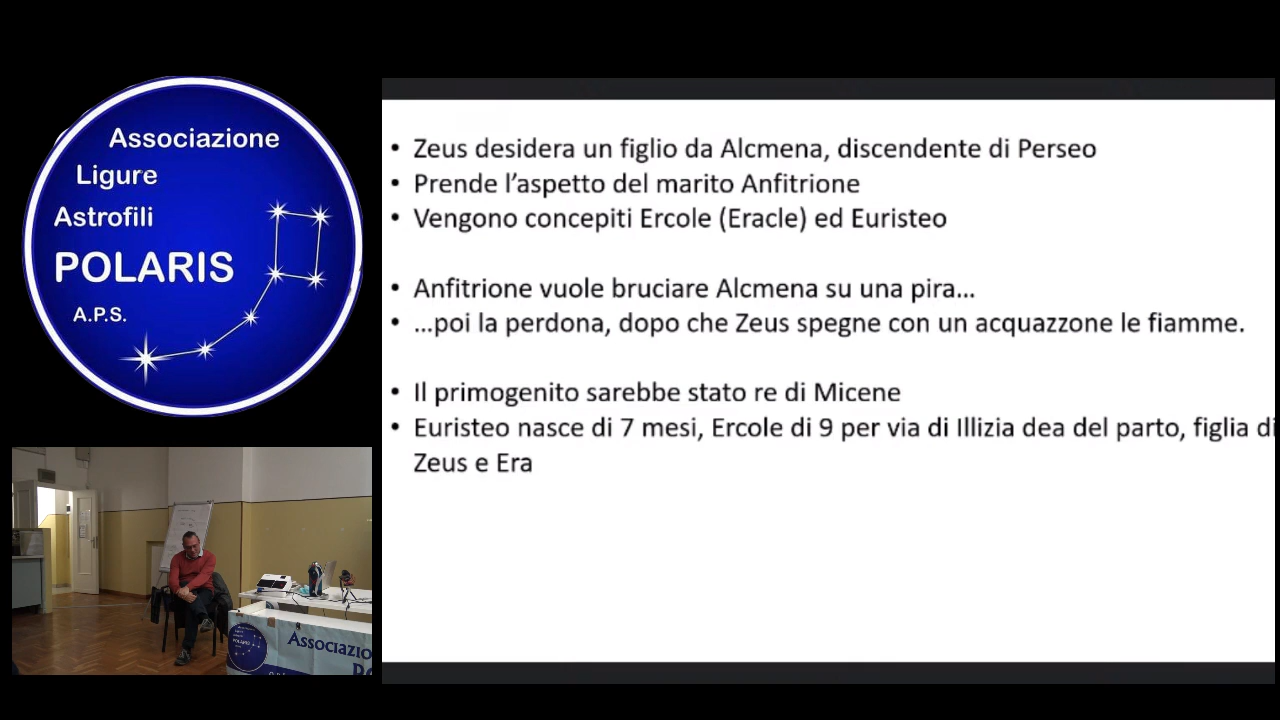 Associazione
Ligure
Astrofili
POLARIS
A.P.S.
• Zeus desidera un figlio da Alcmena, discendente di Perseo
• Prende l’aspetto del marito Anfitrione
• Vengono concepiti Ercole (Eracle) ed Euristeo
• Anfitrione vuole bruciare Alcmena su una pira…
• …poi la perdona, dopo che Zeus spegne con un acquazzone le fiamme.
• Il primogenito sarebbe stato re di Micene
• Euristeo nasce di 7 mesi, Ercole di 9 per via di Illizia dea del parto, figlia di
Zeus e Era
Associazio
POLARIS